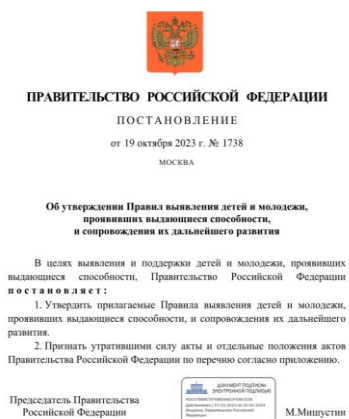 ПРАВИТЕЛЬСТВО РОССИЙСКОЙ ФЕДЕРАЦИИ
ПОСТАНОВЛЕНИЕ
от 19 октября 2023 г. № 1738
МОСКВА
Об утверждении Правил выявления детей и молодежи,
проявивших выдающиеся способности,
и сопровождения их дальнейшего развития
В целях выявления и поддержки детей и молодежи, проявивших
выдающиеся способности, Правительство Российской Федерации
постановляет:
1. Утвердить прилагаемые Правила выявления детей и молодежи,
проявивших выдающиеся способности, и сопровождения их дальнейшего
развития.
2. Признать утратившими силу акты и отдельные положения актов
Правительства Российской Федерации по перечню согласно приложению.
ДОКУМЕНТ ПОДПИСАН
ЭЛЕКТРОННОЙ ПОДПИСЬЮ
Председатель Правительства
Российской Федерации
М.Мишустин